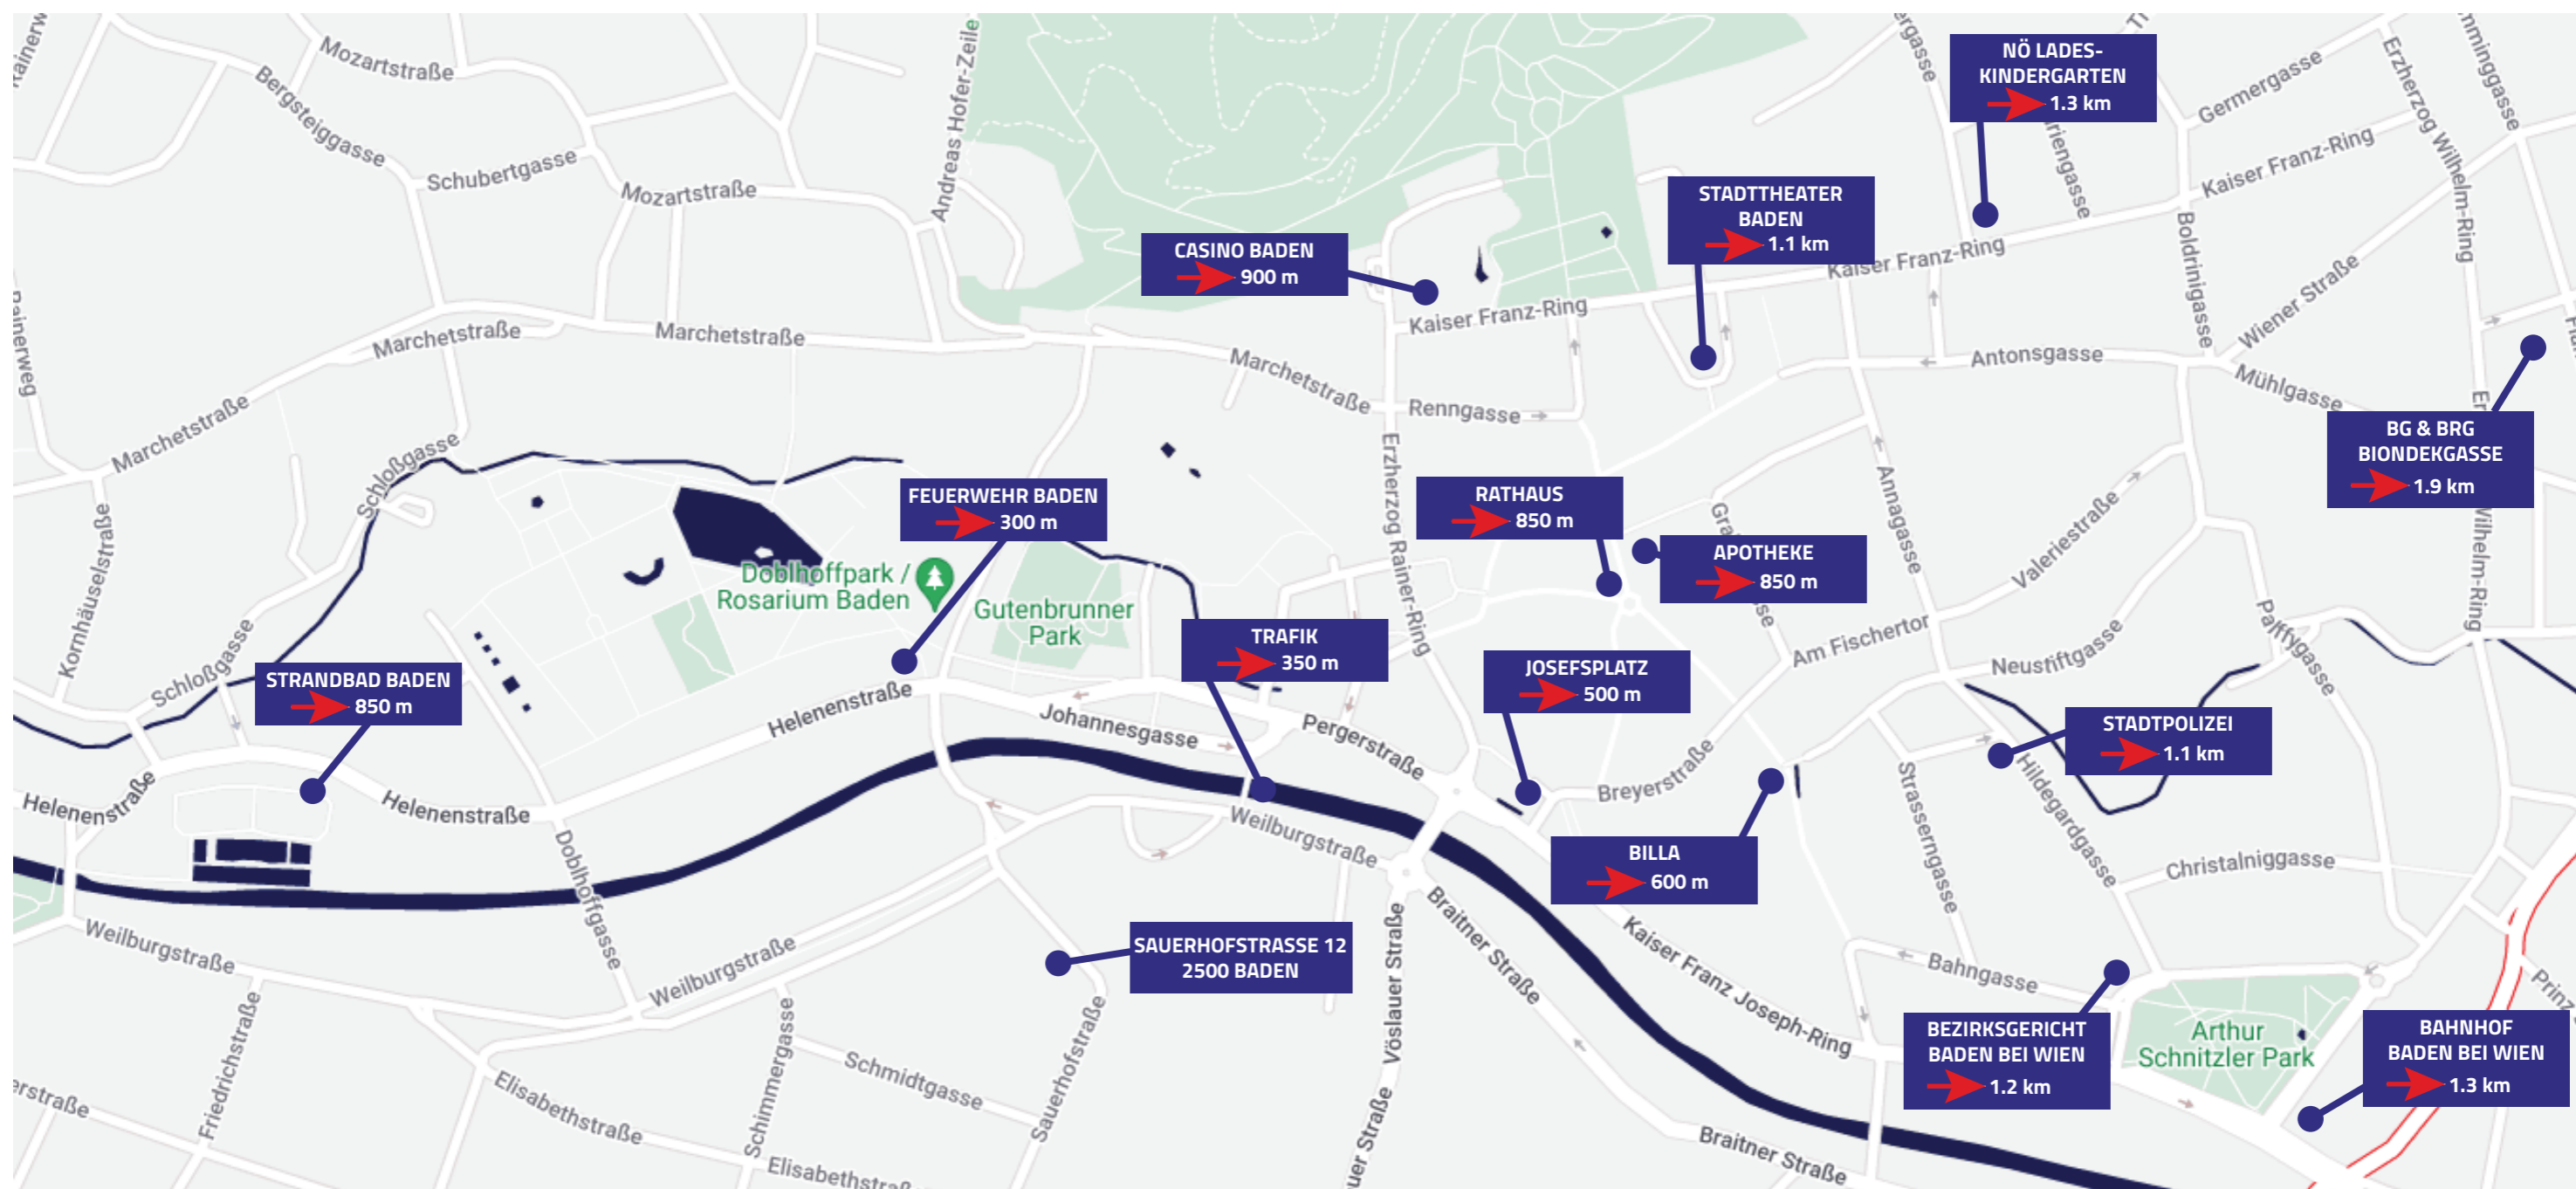 Mozartstraße
Bergsteiggasse
Schubertgasse
Mozartstraße
Andreas Hofer-Zeile
NÖ LADES-
KINDERGARTEN
1.3 km
Germergasse
Erzherzog Wilhelm-Ring
Kaiser Franz-Ring
STADTTHEATER
BADEN
1.1 km
Kaiser Franz-Ring
Boldrinigasse
Wiener Straße
CASINO BADEN
900 m
Kaiser Franz-Ring
Rainerweg
Marchetstraße
Marchetstraße
Marchetstraße
Antonsgasse
Mühlgasse
Renngasse
Marchetstraße
Schloßgasse
BG & BRG
BIONDEKGASSE
1.9 km
Erzherzog Rainer-Ring
Annagasse
FEUERWEHR BADEN
300 m
RATHAUS
850 m
APOTHEKE
850 m
Valeriestraße
Kornhäuselstraße
Doblhoffpark /
Rosarium Baden
Gutenbrunner
Park
TRAFIK
350 m
Am Fischertor
Neustiftgasse
Palffygasse
Schloßgasse
STRANDBAD BADEN
850 m
JOSEFSPLATZ
500 m
Helenenstraße
Johannesgasse
Pergerstraße
STADTPOLIZEI
1.1 km
Helenenstraße
Helenenstraße
Breyerstraße
Weilburgstraße
Strasserngasse
Hildegardgasse
BILLA
600 m
Christalniggasse
Doblhoffgasse
Braitner Straße
Weilburgstraße
Weilburgstraße
SAUERHOFSTRASSE 12
2500 BADEN
Vöslauer Straße
Kaiser Franz Joseph-Ring
Bahngasse
Friedrichstraße
Schimmergasse
Schmidtgasse
Sauerhofstraße
BEZIRKSGERICHT
BADEN BEI WIEN
1.2 km
Arthur
Schnitzler Park
BAHNHOF
BADEN BEI WIEN
1.3 km
Elisabethstraße
Braitner Straße
Elisabethstraß